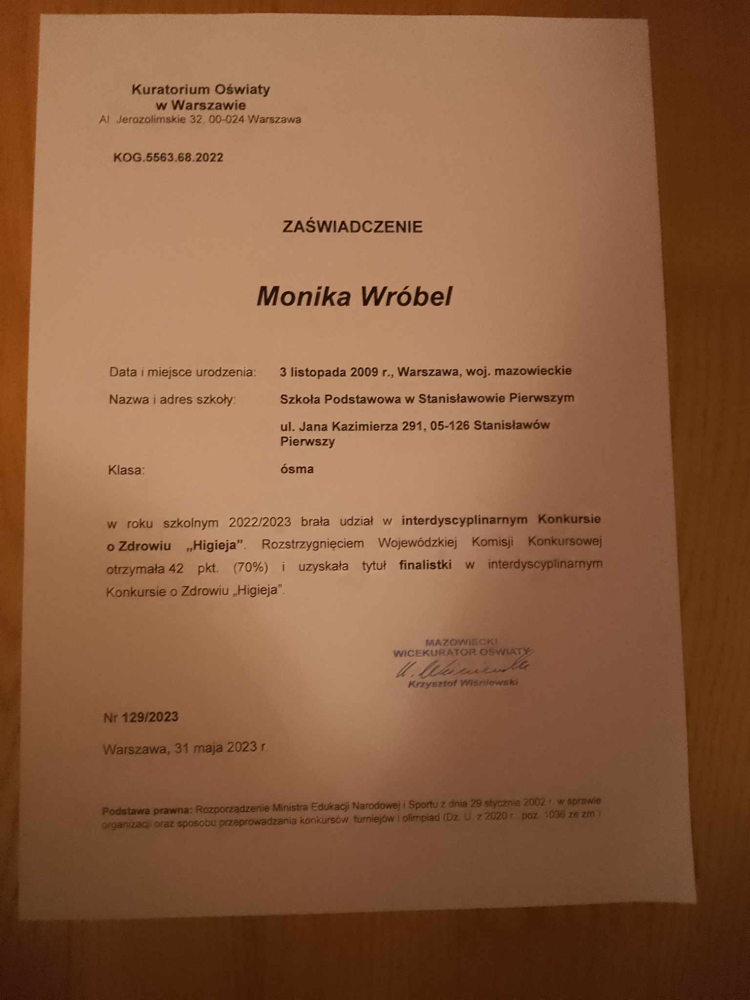 Kuratorium Oświaty
w Warszawie
Al. Jerozolimskie 32, 00-024 Warszawa
KOG.5563.68.2022
ZAŚWIADCZENIE
Monika Wróbel
Data i miejsce urodzenia: 3 listopada 2009 r., Warszawa, woj. mazowieckie
Nazwa i adres szkoły: Szkoła Podstawowa w Stanisławowie Pierwszym
ul. Jana Kazimierza 291, 05-126 Stanisławów
Pierwszy
Klasa: ósma
w roku szkolnym 2022/2023 brała udział w interdyscyplinarnym Konkursie
o Zdrowiu „Higieja”. Rozstrzygnięciem Wojewódzkiej Komisji Konkursowej
otrzymała 42 pkt. (70%) i uzyskała tytuł finalistki w interdyscyplinarnym
Konkursie o Zdrowiu „Higieja”.
MAZOWIECKI
WICEKURATOR OŚWIATY
K. Wiśniewski
Krzysztof Wiśniewski
Nr 129/2023
Warszawa, 31 maja 2023 r.
Podstawa prawna: Rozporządzenie Ministra Edukacji Narodowej i Sportu z dnia 29 stycznia 2002 r. w sprawie
organizacji oraz sposobu przeprowadzania konkursów, turniejów i olimpiad (Dz. U. z 2020 r., poz. 1036 ze zm.)